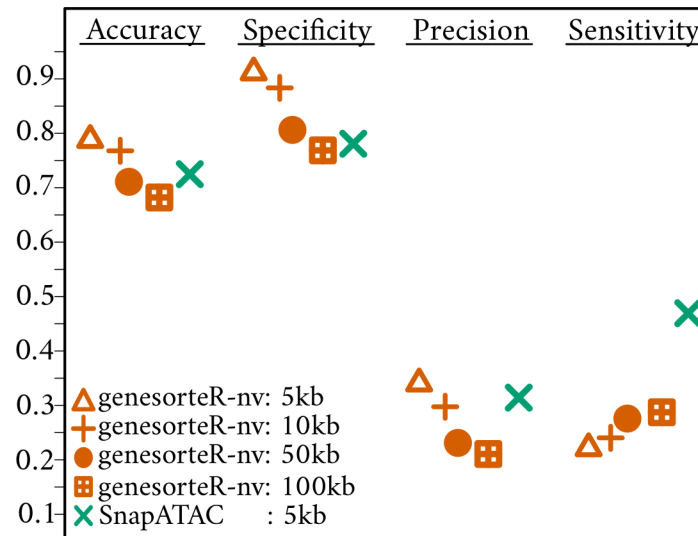 Accuracy Specificity Precision Sensitivity
0.9
0.8
0.7
0.6
0.5
0.4
0.3
0.2
0.1
genesorteR-nv: 5kb
genesorteR-nv: 10kb
genesorteR-nv: 50kb
genesorteR-nv: 100kb
SnapATAC : 5kb